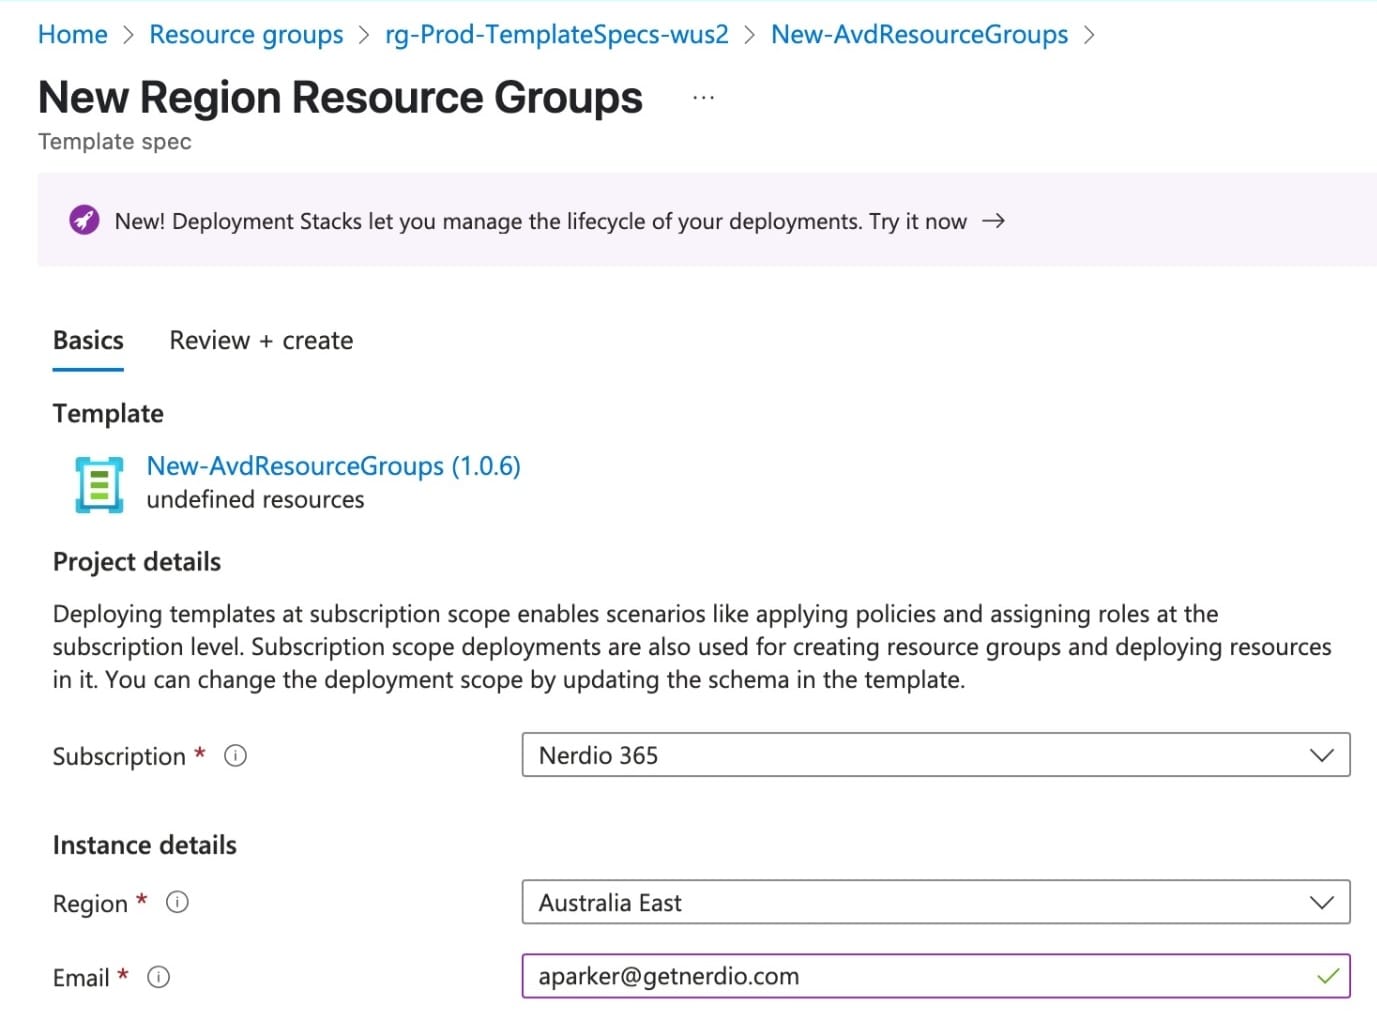 Home > Resource groups > rg-Prod-TemplateSpecs-wus2 > New-AvdResourceGroups >
New Region Resource Groups ...
Template spec
New! Deployment Stacks let you manage the lifecycle of your deployments. Try it now →
Basics Review + create
Template
New-AvdResourceGroups (1.0.6)
undefined resources
Project details
Deploying templates at subscription scope enables scenarios like applying policies and assigning roles at the
subscription level. Subscription scope deployments are also used for creating resource groups and deploying resources
in it. You can change the deployment scope by updating the schema in the template.
Subscription * Nerdio 365
Instance details
Region * Australia East
Email * aparker@getnerdio.com